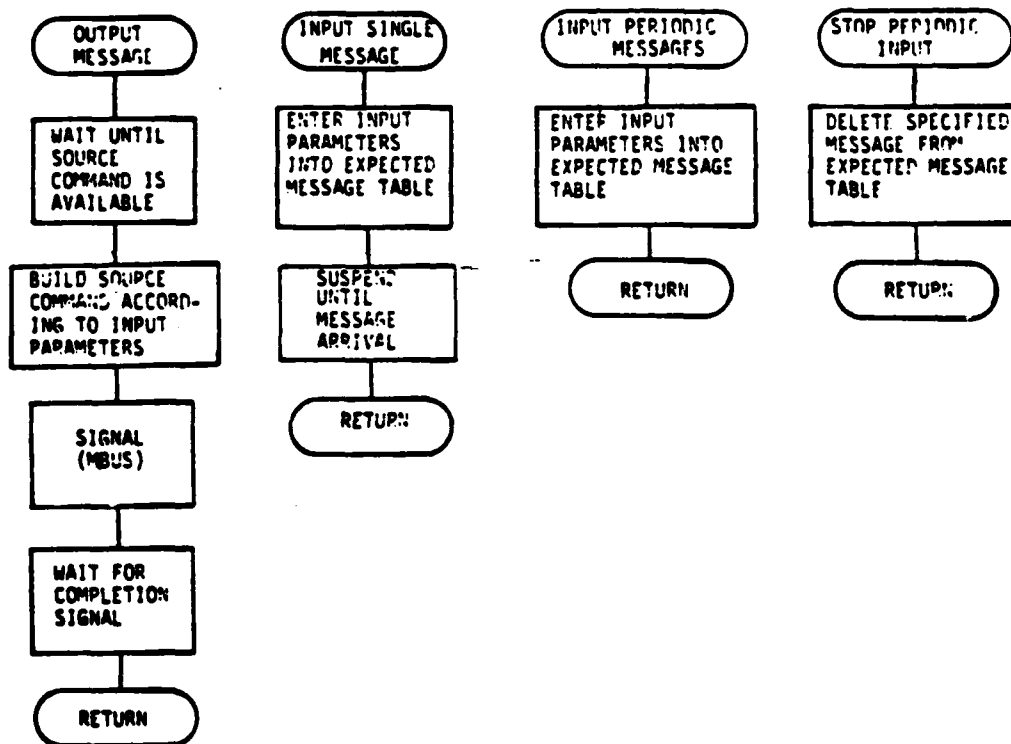 OUTPUT
MESSAGE
WAIT UNTIL
SOURCE
COMMAND IS
AVAILABLE
BUILD SOURCE
COMMAND ACCORD-
ING TO INPUT
PARAMETERS
SIGNAL
(MBUS)
WAIT FOR
COMPLETION
SIGNAL
RETURN
INPUT SINGLE
MESSAGE
ENTER INPUT
PARAMETERS
INTO EXPECTED
MESSAGE TABLE
SUSPEND
UNTIL
MESSAGE
ARRIVAL
RETURN
INPUT PERIODIC
MESSAGES
ENTER INPUT
PARAMETERS INTO
EXPECTED MESSAGE
TABLE
RETURN
STOP PERIODIC
INPUT
DELETE SPECIFIED
MESSAGE FROM
EXPECTED MESSAGE
TABLE
RETURN